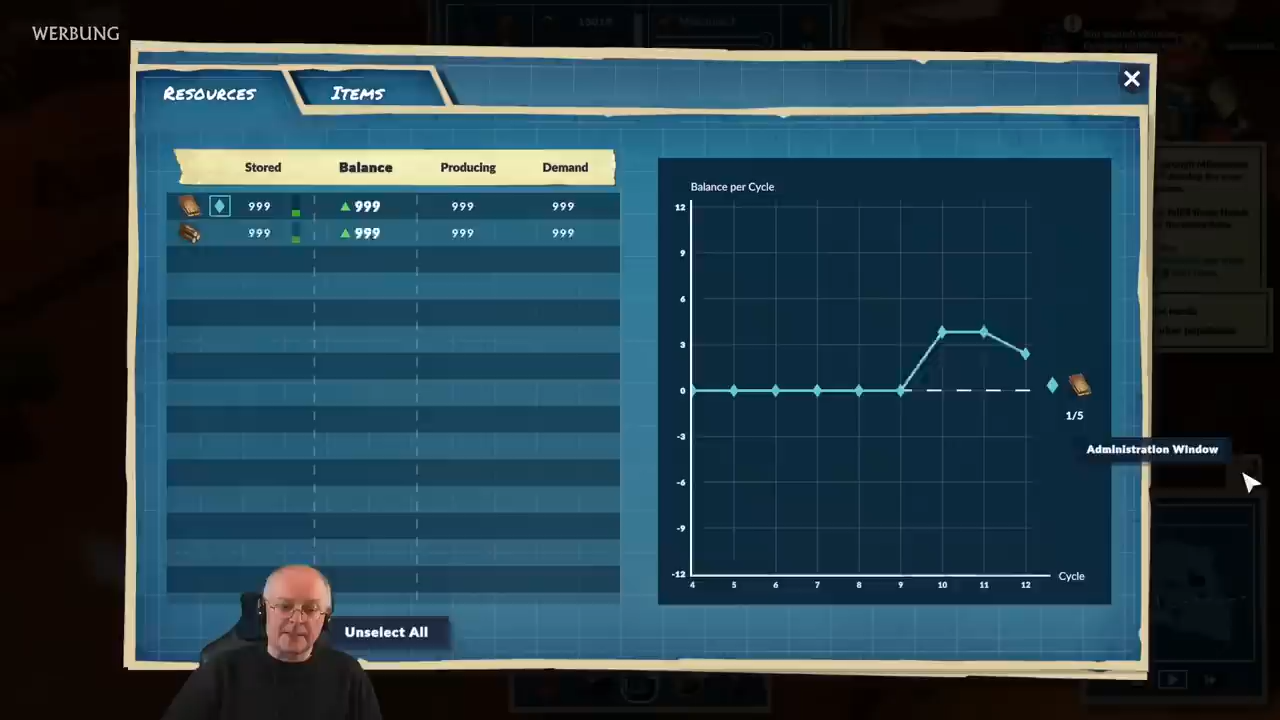 WERBUNG
Resources
Items
Stored Balance Producing Demand
999 999 999 999
999 999 999 999
Balance per Cycle
12
9
6
3
0
-3
-6
-9
-12
4 5 6 7 8 9 10 11 12
Cycle
1/5
Administration Window
Unselect All